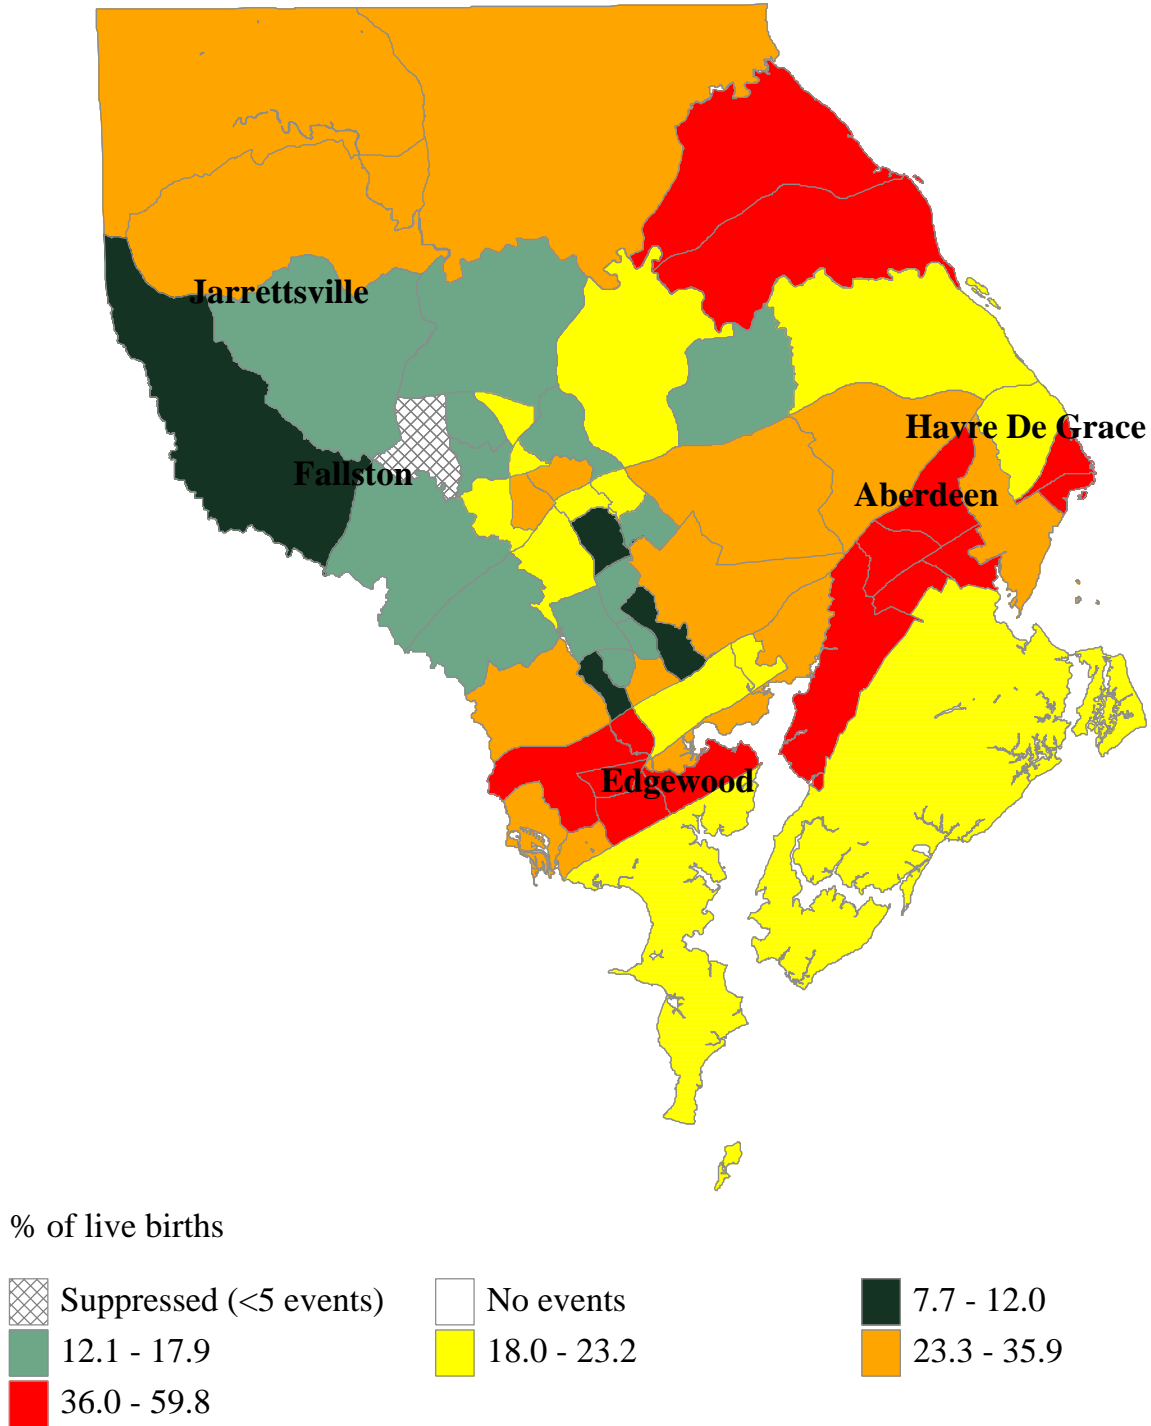 Jarrettsville
Havre De Grace
Fallston
Aberdeen
Edgewood
% of live births
Suppressed (<5 events)
No events
7.7 - 12.0
12.1 - 17.9
18.0 - 23.2
23.3 - 35.9
36.0 - 59.8